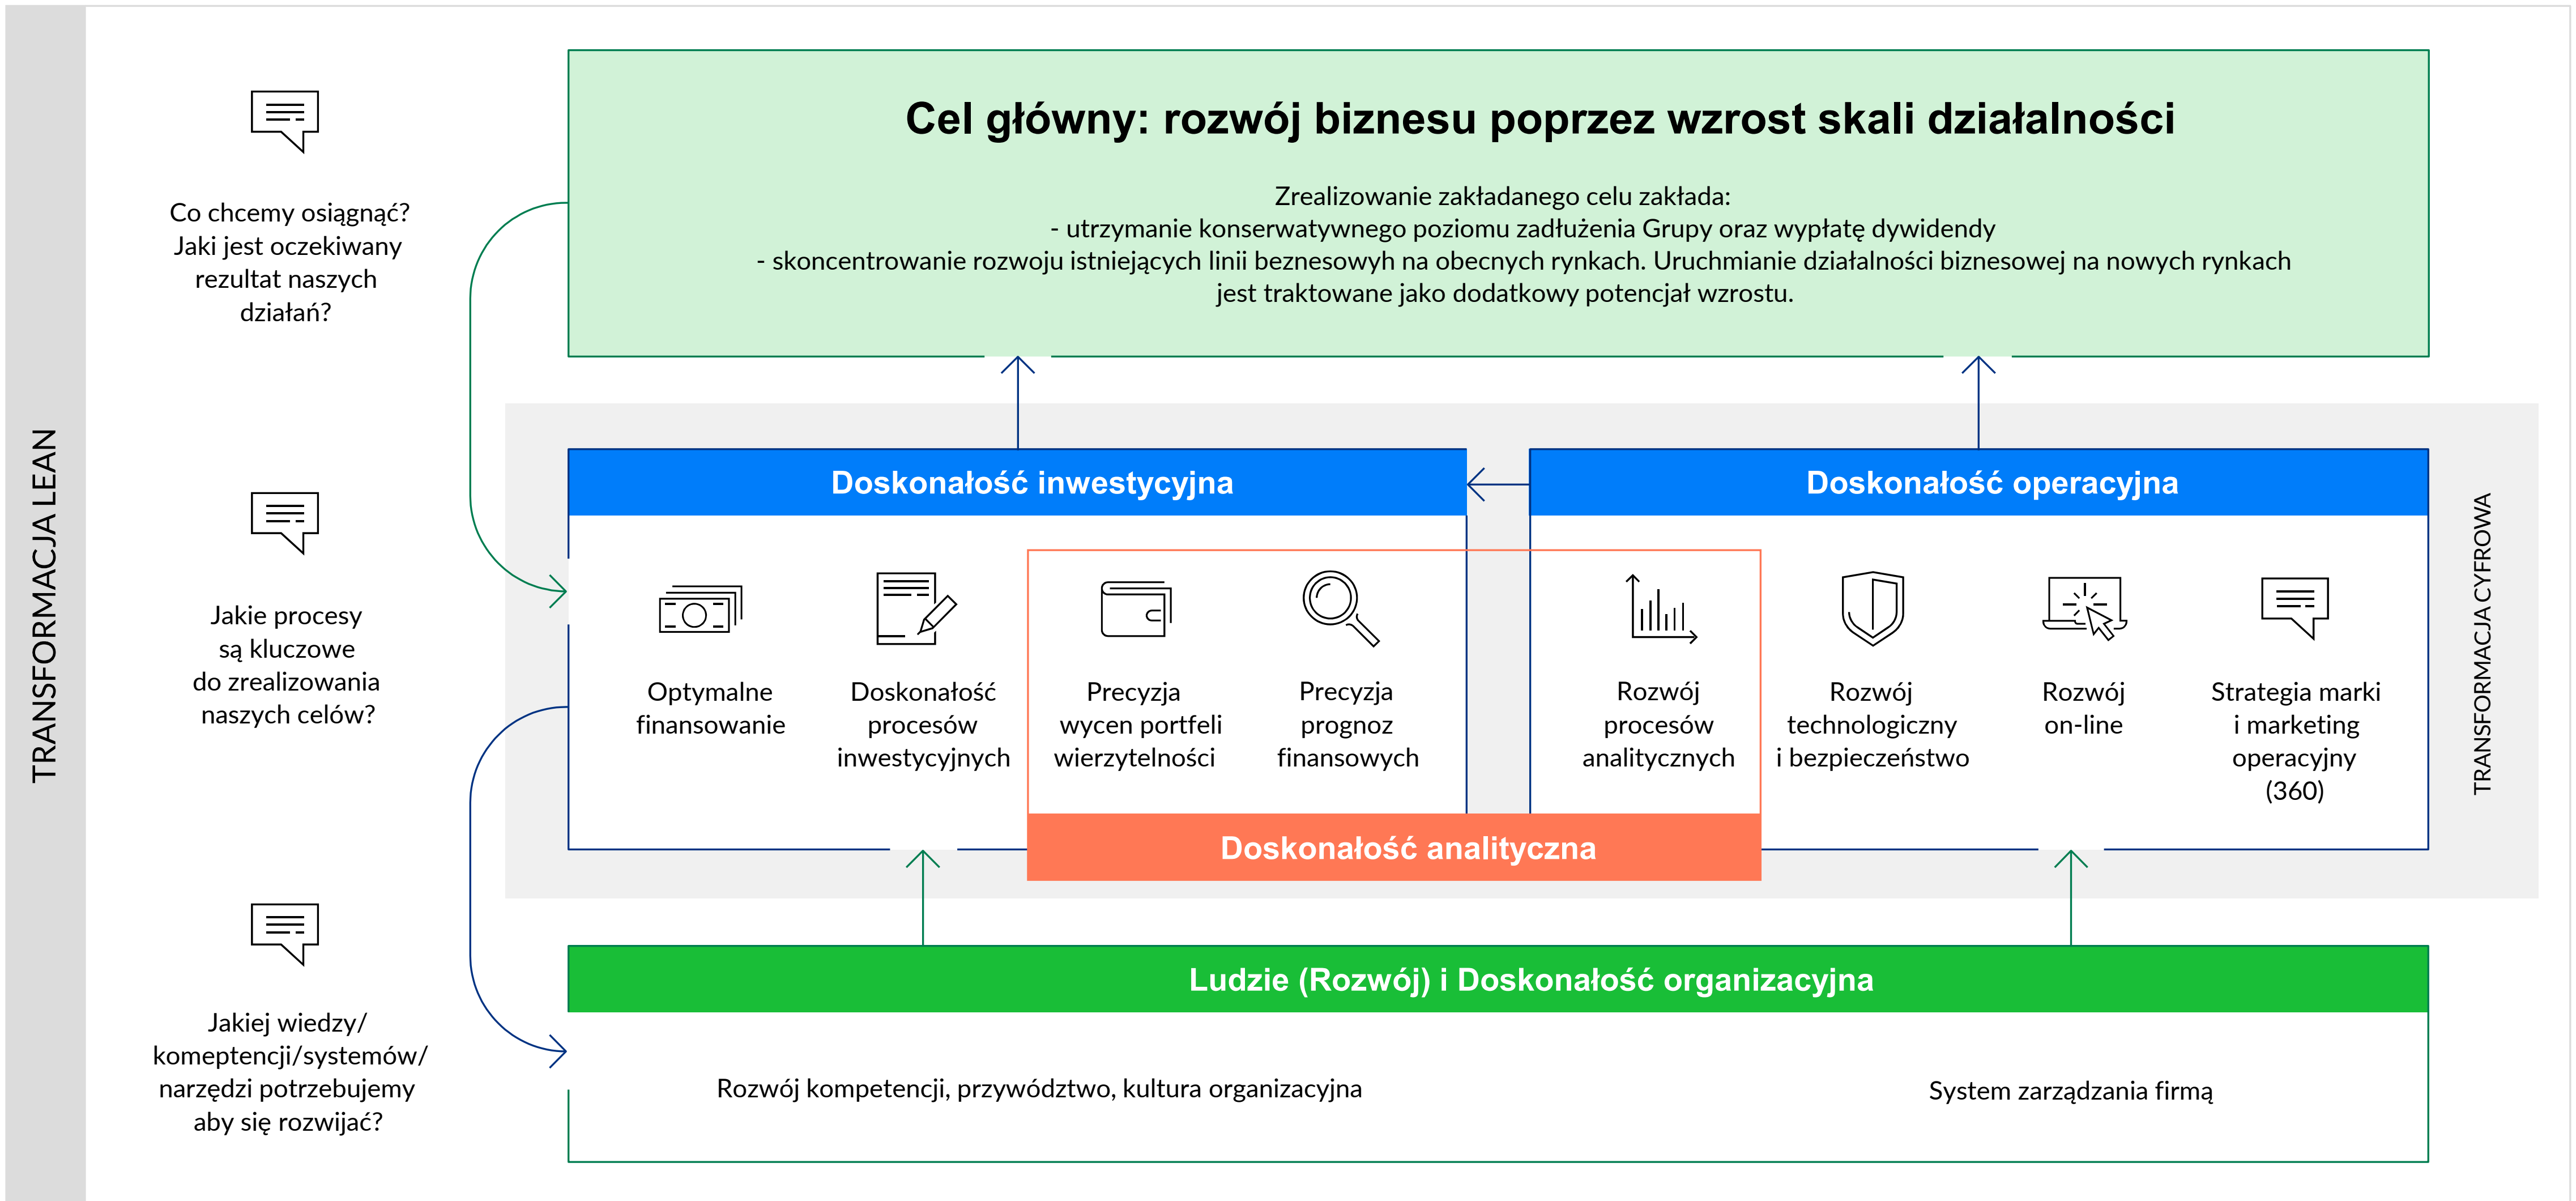 TRANSFORMACJA LEAN
Co chcemy osiągnąć?
Jaki jest oczekiwany
rezultat naszych
działań?
Cel główny: rozwój biznesu poprzez wzrost skali działalności
Zrealizowanie zakładanego celu zakłada:
- utrzymanie konserwatywnego poziomu zadłużenia Grupy oraz wypłatę dywidendy
- skoncentrowanie rozwoju istniejących linii beznesowyh na obecnych rynkach. Uruchmianie działalności biznesowej na nowych rynkach
jest traktowane jako dodatkowy potencjał wzrostu.
Jakie procesy
są kluczowe
do zrealizowania
naszych celów?
Doskonałość inwestycyjna
Optymalne
finansowanie
Doskonałość
procesów
inwestycyjnych
Precyzja
wycen portfeli
wierzytelności
Precyzja
prognoz
finansowych
Doskonałość operacyjna
Rozwój
procesów
analitycznych
Rozwój
technologiczny
i bezpieczeństwo
Rozwój
on-line
Strategia marki
i marketing
operacyjny
(360)
Doskonałość analityczna
TRANSFORMACJA CYFROWA
Jakiej wiedzy/
komeptencji/systemów/
narzędzi potrzebujemy
aby się rozwijać?
Ludzie (Rozwój) i Doskonałość organizacyjna
Rozwój kompetencji, przywództwo, kultura organizacyjna
System zarządzania firmą